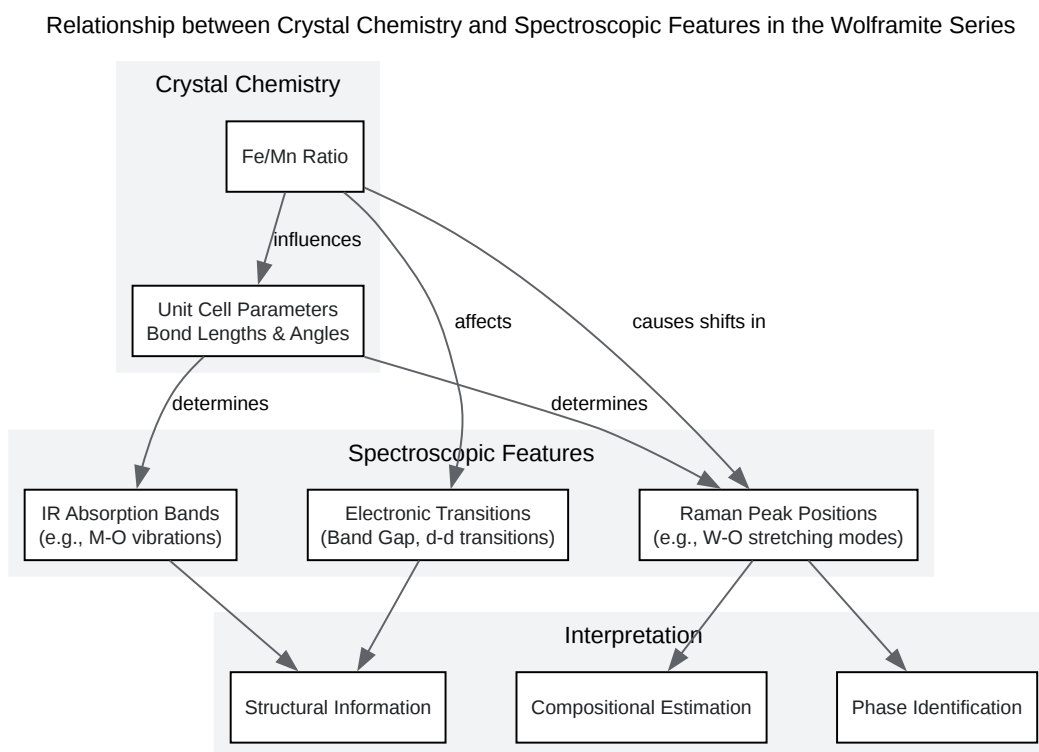 Relationship between Crystal Chemistry and Spectroscopic Features in the Wolframite Series
Crystal Chemistry
Fe/Mn Ratio
influences
Unit Cell Parameters
Bond Lengths & Angles
affects
causes shifts in
determines
determines
Spectroscopic Features
IR Absorption Bands
(e.g., M-O vibrations)
Electronic Transitions
(Band Gap, d-d transitions)
Raman Peak Positions
(e.g., W-O stretching modes)
Interpretation
Structural Information
Compositional Estimation
Phase Identification